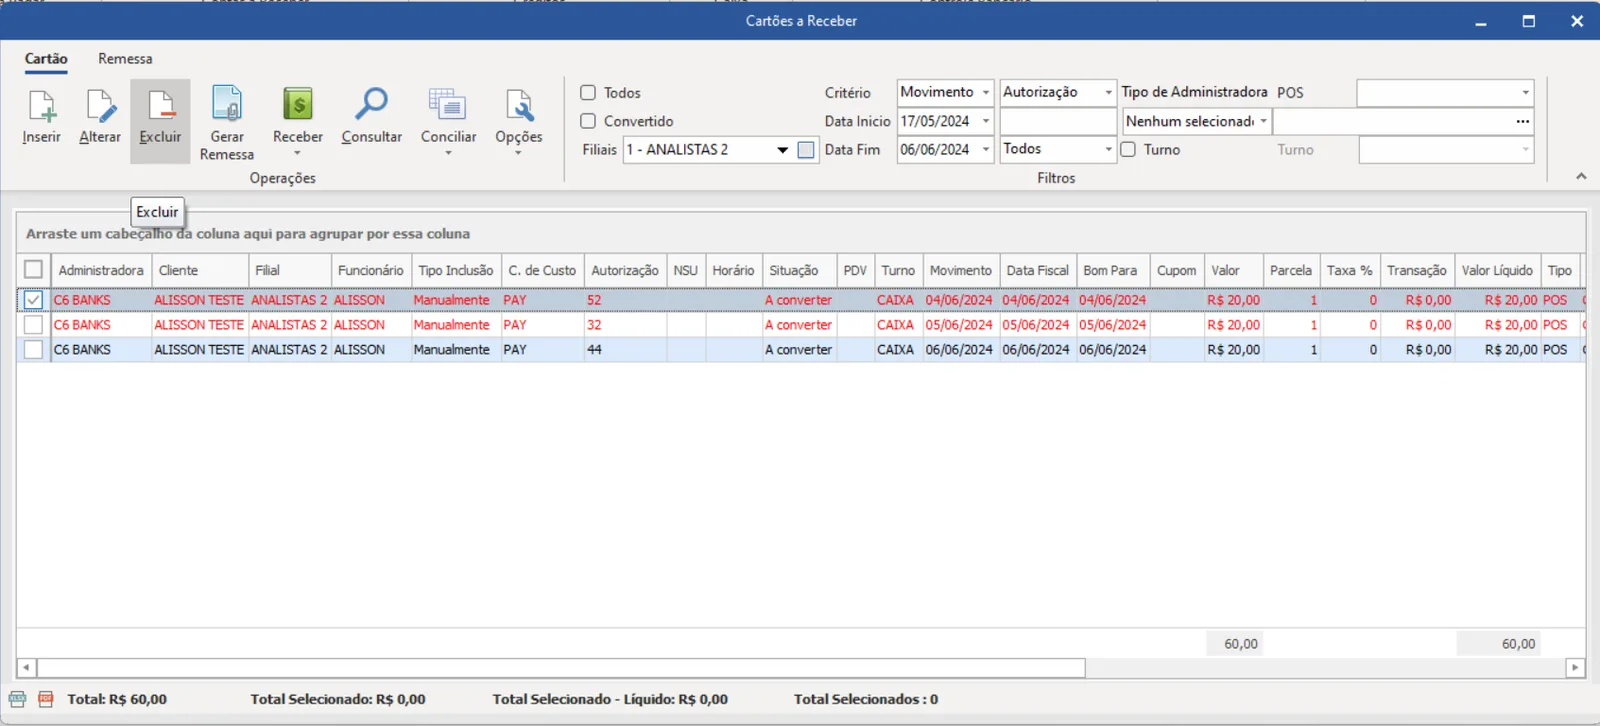 Cartões a Receber
Cartão Remessa
Inserir Alterar Excluir Gerar Remessa Receber Consultar Conciliar Opções
Operações
Todos
Convertido
Filiais 1 - ANALISTAS 2
Critério Movimento Autorização Tipo de Administradora POS
Data Inicio 17/05/2024 Nenhum selecionado ...
Data Fim 06/06/2024 Todos Turno Turno
Filtros
Excluir
Arraste um cabeçalho da coluna aqui para agrupar por essa coluna
Administradora Cliente Filial Funcionário Tipo Inclusão C. de Custo Autorização NSU Horário Situação PDV Turno Movimento Data Fiscal Bom Para Cupom Valor Parcela Taxa % Transação Valor Líquido Tipo
C6 BANKS ALISSON TESTE ANALISTAS 2 ALISSON Manualmente PAY 52 A converter CAIXA 04/06/2024 04/06/2024 04/06/2024 R$ 20,00 1 0 R$ 0,00 R$ 20,00 POS
C6 BANKS ALISSON TESTE ANALISTAS 2 ALISSON Manualmente PAY 32 A converter CAIXA 05/06/2024 05/06/2024 05/06/2024 R$ 20,00 1 0 R$ 0,00 R$ 20,00 POS
C6 BANKS ALISSON TESTE ANALISTAS 2 ALISSON Manualmente PAY 44 A converter CAIXA 06/06/2024 06/06/2024 06/06/2024 R$ 20,00 1 0 R$ 0,00 R$ 20,00 POS
60,00 60,00
Total: R$ 60,00 Total Selecionado: R$ 0,00 Total Selecionado - Líquido: R$ 0,00 Total Selecionados : 0